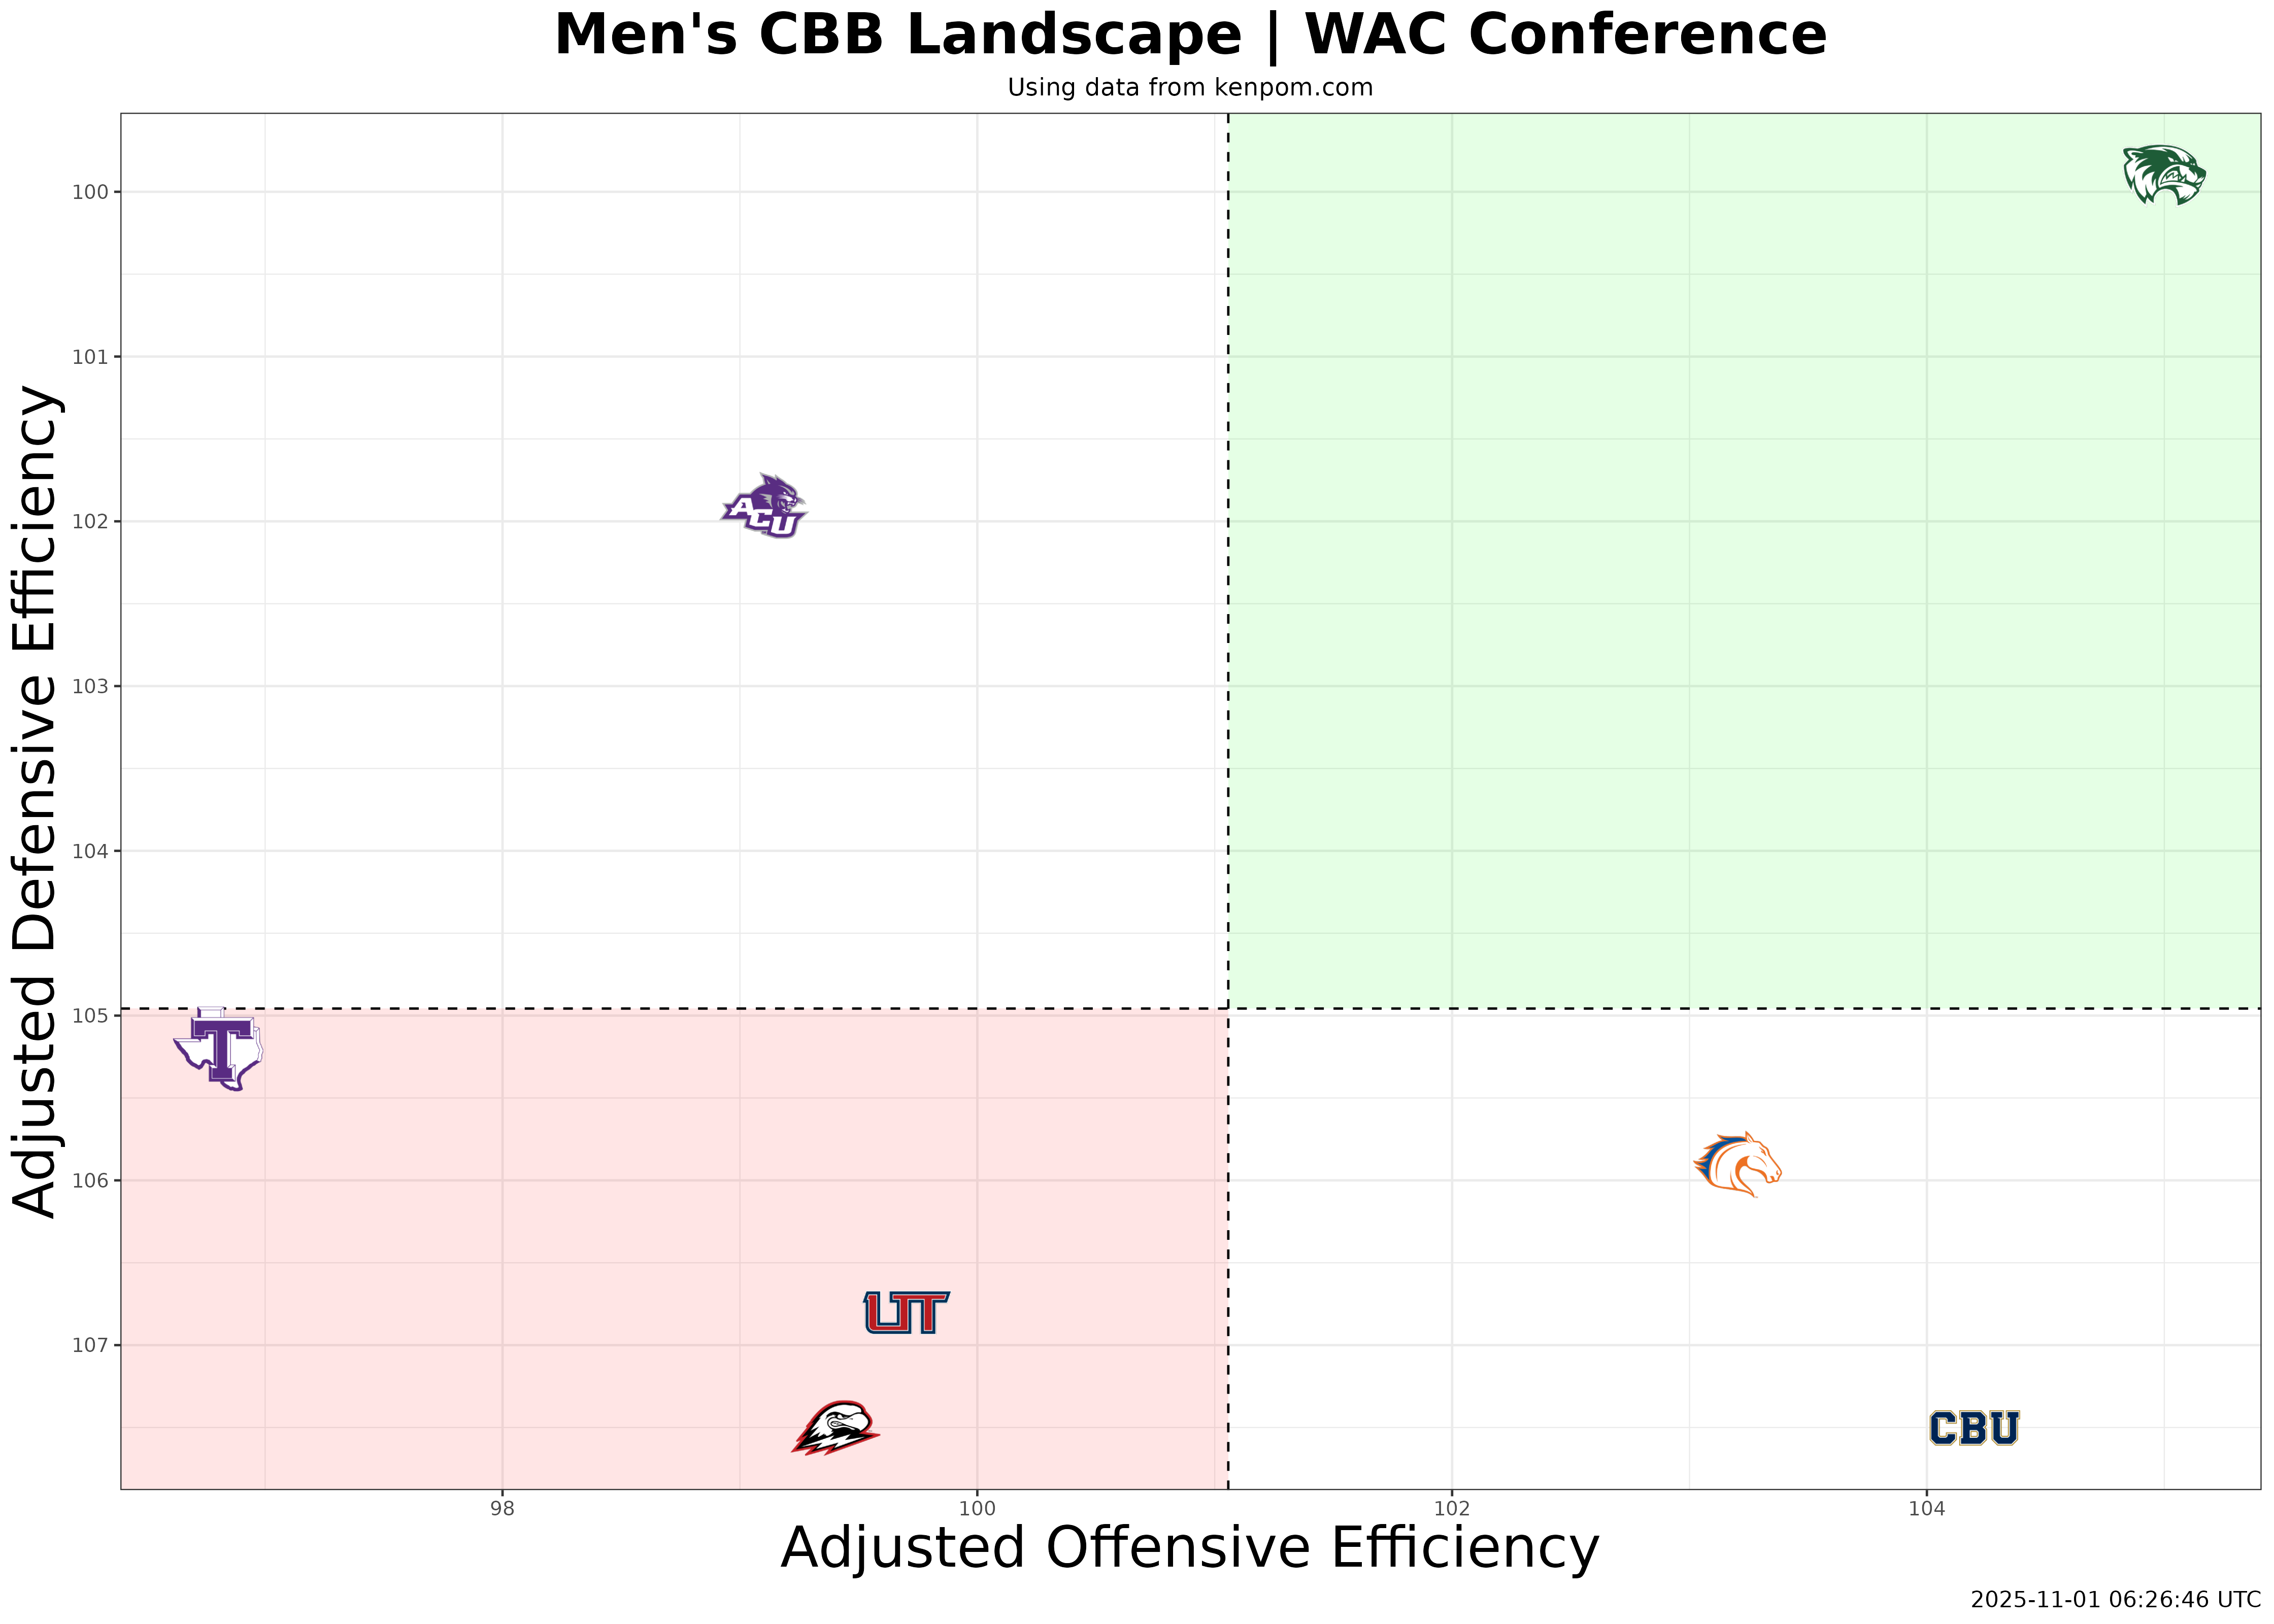 Men's CBB Landscape | WAC Conference
Using data from kenpom.com
Adjusted Defensive Efficiency
100
101
102
103
104
105
106
107
ACU
T
UT
CBU
98
100
102
104
Adjusted Offensive Efficiency
2025-11-01 06:26:46 UTC